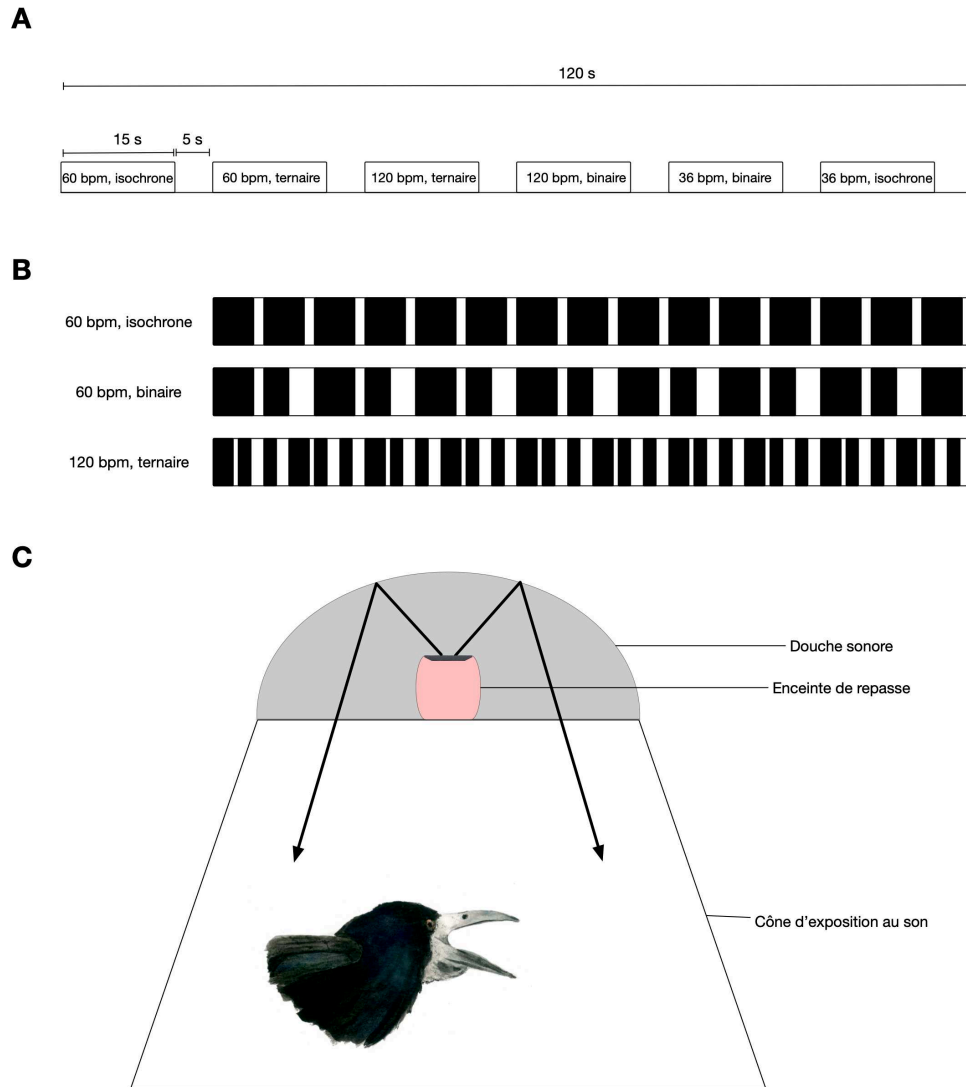 A
120 s
15 s 5 s
60 bpm, isochrone 60 bpm, ternaire 120 bpm, ternaire 120 bpm, binaire 36 bpm, binaire 36 bpm, isochrone
B
60 bpm, isochrone
60 bpm, binaire
120 bpm, ternaire
C
Douche sonore
Enceinte de repasse
Cône d'exposition au son